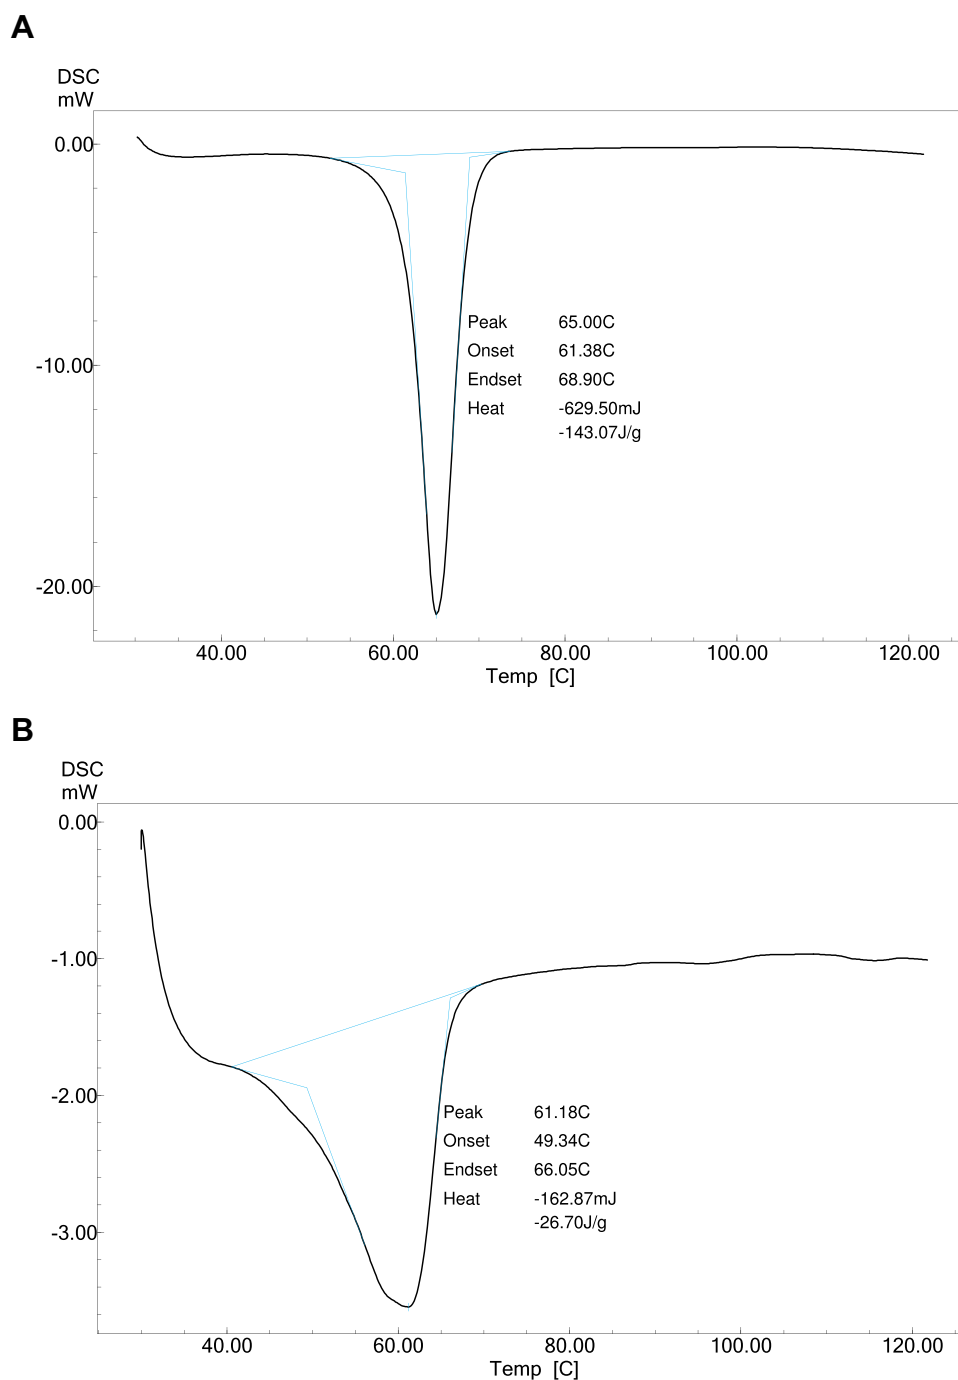 A
DSC
mW
0.00
-10.00
-20.00
Peak 65.00C
Onset 61.38C
Endset 68.90C
Heat -629.50mJ
-143.07J/g
40.00 60.00 80.00 100.00 120.00
Temp [C]
B
DSC
mW
0.00
-1.00
-2.00
-3.00
Peak 61.18C
Onset 49.34C
Endset 66.05C
Heat -162.87mJ
-26.70J/g
40.00 60.00 80.00 100.00 120.00
Temp [C]